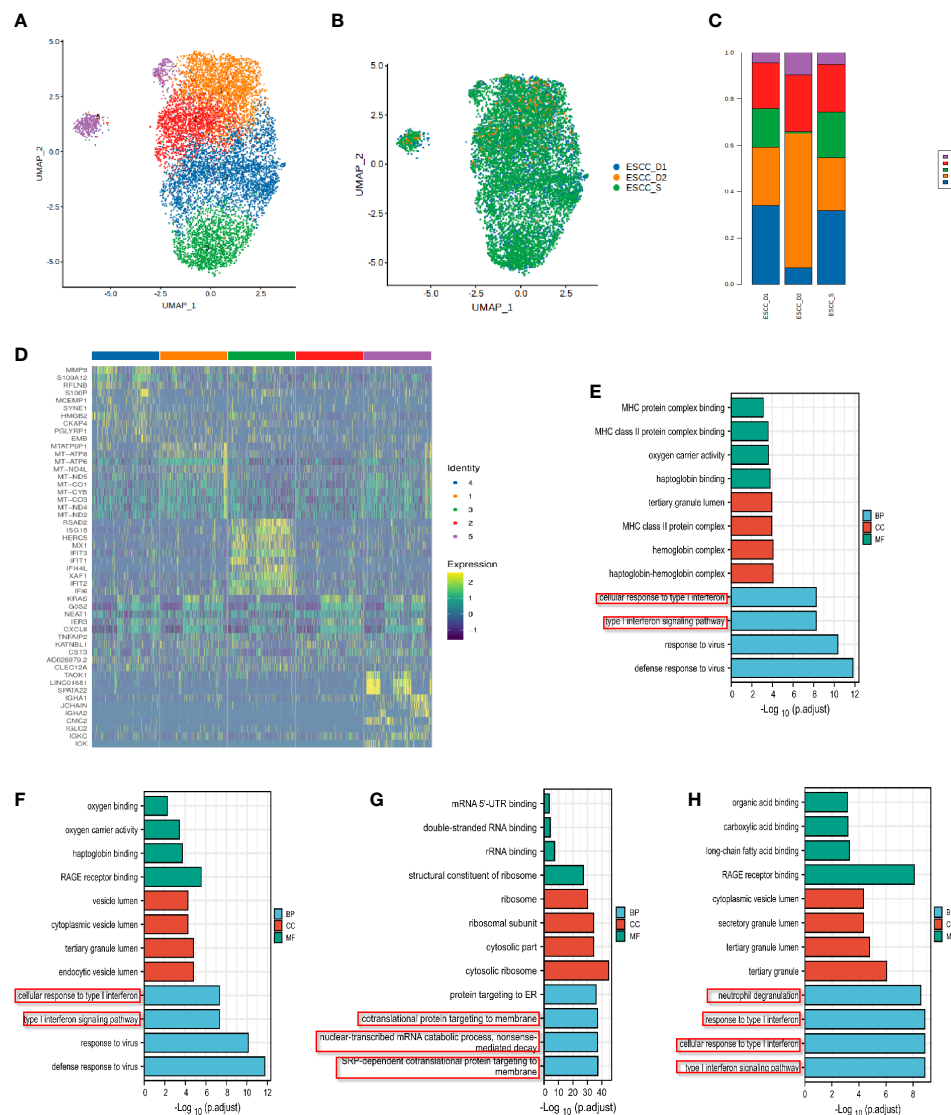 A
5.0
2.5
0.0
-2.5
-5.0
UMAP_2
-5.0
-2.5
0.0
2.5
UMAP_1
B
5.0
2.5
0.0
-2.5
-5.0
UMAP_2
-5.0
-2.5
0.0
2.5
UMAP_1
ESCC_D1
ESCC_D2
ESCC_S
C
1.0
0.8
0.6
0.4
0.2
0.0
ESCC_D1
ESCC_D2
ESCC_S
D
MMP9
S100A12
RFLNB
S100P
MCEMP1
SYNE1
HMGB2
CKAP4
PGLYRP1
EMB
MTATP6P1
MT-ATP8
MT-ATP6
MT-ND4L
MT-ND5
MT-CO1
MT-CYB
MT-CO3
MT-ND4
MT-ND2
RSAD2
ISG15
HERC5
MX1
IFIT3
IFIT1
IFI44L
XAF1
IFIT2
IFI6
KRAS
G0S2
NEAT1
IER3
CXCL8
TNFAIP2
KATNBL1
CST3
AC026979.2
CLEC12A
TAOK1
LINC01681
SPATA22
IGHA1
JCHAIN
IGHA2
CMC2
IGLC2
IGKC
ICK
Identity
4
1
3
2
5
Expression
2
1
0
-1
E
MHC protein complex binding
MHC class II protein complex binding
oxygen carrier activity
haptoglobin binding
tertiary granule lumen
MHC class II protein complex
hemoglobin complex
haptoglobin-hemoglobin complex
cellular response to type I interferon
type I interferon signaling pathway
response to virus
defense response to virus
0 2 4 6 8 10 12
-Log 10 (p.adjust)
BP
CC
MF
F
oxygen binding
oxygen carrier activity
haptoglobin binding
RAGE receptor binding
vesicle lumen
cytoplasmic vesicle lumen
tertiary granule lumen
endocytic vesicle lumen
cellular response to type I interferon
type I interferon signaling pathway
response to virus
defense response to virus
0 2 4 6 8 10 12
-Log 10 (p.adjust)
BP
CC
MF
G
mRNA 5'-UTR binding
double-stranded RNA binding
rRNA binding
structural constituent of ribosome
ribosome
ribosomal subunit
cytosolic part
cytosolic ribosome
protein targeting to ER
cotranslational protein targeting to membrane
nuclear-transcribed mRNA catabolic process, nonsense-
mediated decay
SRP-dependent cotranslational protein targeting to
membrane
0 10 20 30 40
-Log 10 (p.adjust)
BP
CC
MF
H
organic acid binding
carboxylic acid binding
long-chain fatty acid binding
RAGE receptor binding
cytoplasmic vesicle lumen
secretory granule lumen
tertiary granule lumen
tertiary granule
neutrophil degranulation
response to type I interferon
cellular response to type I interferon
type I interferon signaling pathway
0 2 4 6 8
-Log 10 (p.adjust)